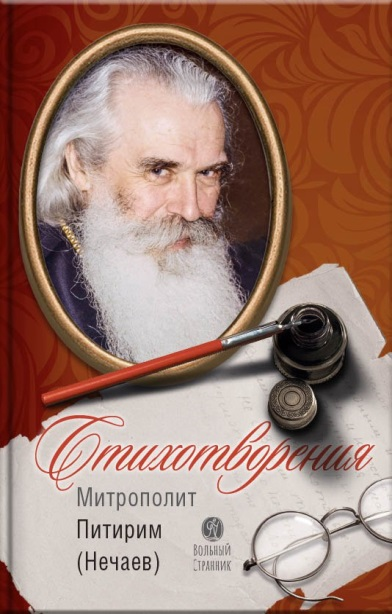 Стихотворения
Митрополит
Питирим
(Нечаев)
ВОЛЬНЫЙ
СТРАННИК